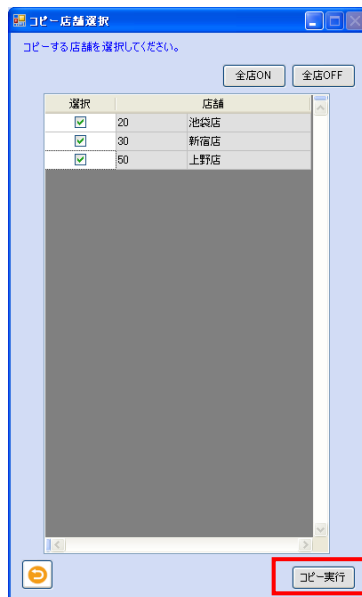 コピー店舗選択
コピーする店舗を選択してください。
全店ON 全店OFF
選択 店舗
20 池袋店
30 新宿店
50 上野店
コピー実行